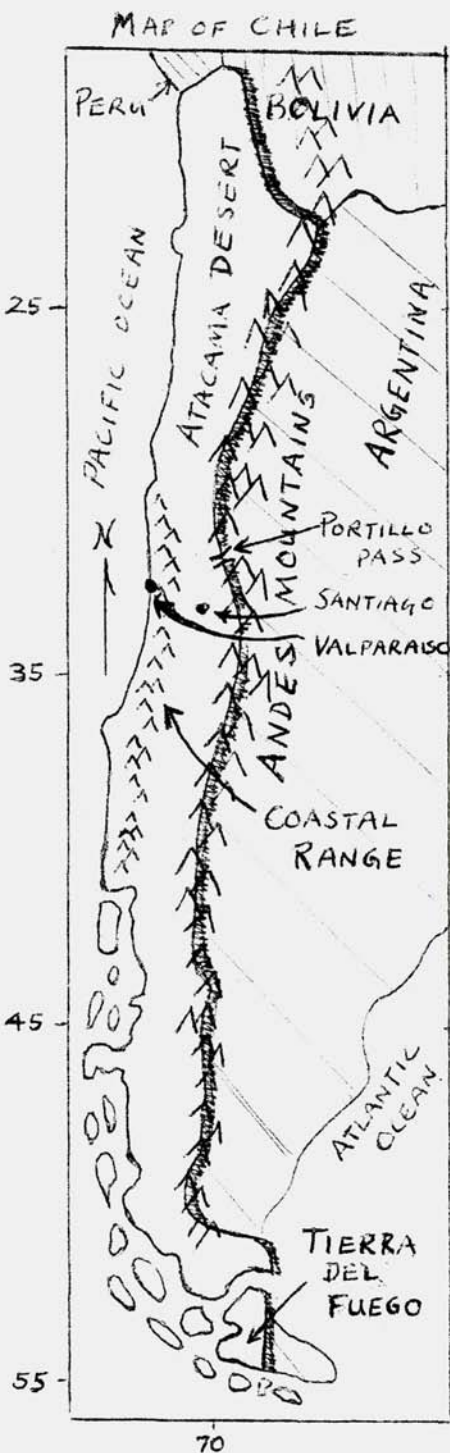 MAP OF CHILE
PERU
BOLIVIA
ATACAMA DESERT
PACIFIC OCEAN
N
25
ARGENTINA
ANDES MOUNTAINS
PORTILLO
PASS
SANTIAGO
VALPARAISO
35
COASTAL
RANGE
45
ATLANTIC
OCEAN
TIERRA
DEL
FUEGO
55
70